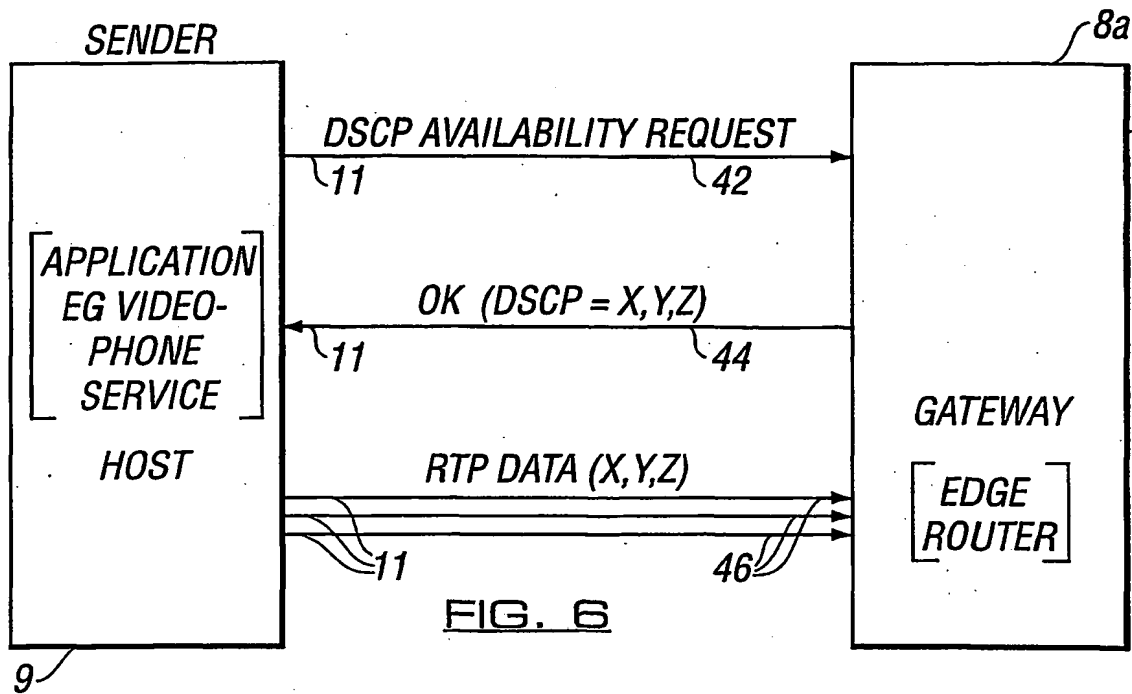 SENDER
8a
DSCP AVAILABILITY REQUEST
11
42
APPLICATION
EG VIDEO-
PHONE
SERVICE
HOST
OK (DSCP = X,Y,Z)
11
44
RTP DATA (X,Y,Z)
11
46
GATEWAY
EDGE
ROUTER
9
FIG. 6